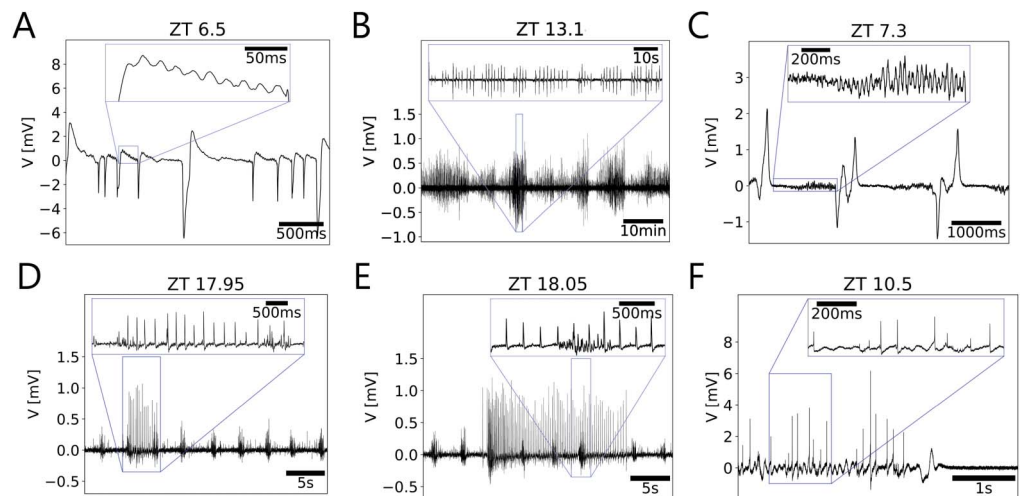 A
ZT 6.5
50ms
V [mV]
8
6
4
2
0
−2
−4
−6
500ms
B
ZT 13.1
10s
V [mV]
1.5
1.0
0.5
0.0
−0.5
−1.0
10min
C
ZT 7.3
200ms
V [mV]
3
2
1
0
−1
1000ms
D
ZT 17.95
500ms
V [mV]
1.5
1.0
0.5
0.0
−0.5
5s
E
ZT 18.05
500ms
V [mV]
1.5
1.0
0.5
0.0
−0.5
5s
F
ZT 10.5
200ms
V [mV]
8
6
4
2
0
1s